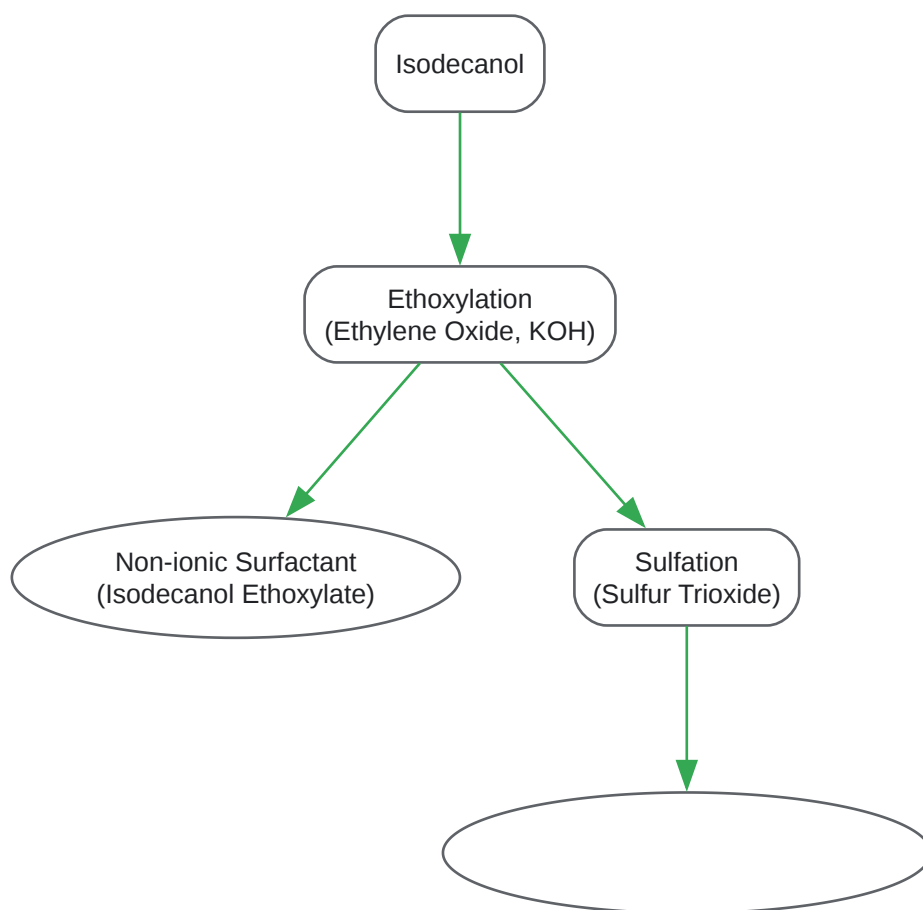 Isodecanol
Ethoxylation
(Ethylene Oxide, KOH)
Non-ionic Surfactant
(Isodecanol Ethoxylate)
Sulfation
(Sulfur Trioxide)